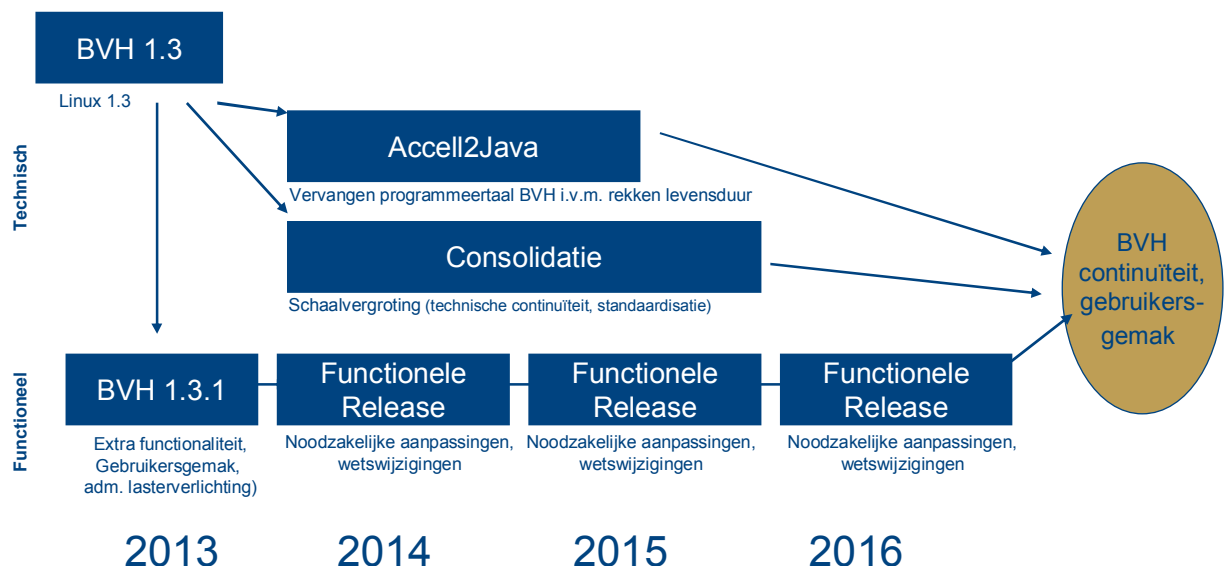 BVH 1.3
Linux 1.3
Technisch
Accell2Java
Vervangen programmeertaal BVH i.v.m. rekken levensduur
Consolidatie
Schaalvergroting (technische continuïteit, standaardisatie)
BVH
continuïteit,
gebruikers-
gemak
Functioneel
BVH 1.3.1
Extra functionaliteit,
Gebruikersgemak,
adm. lasterverlichting)
Functionele
Release
Noodzakelijke aanpassingen,
wetswijzigingen
Functionele
Release
Noodzakelijke aanpassingen,
wetswijzigingen
Functionele
Release
Noodzakelijke aanpassingen,
wetswijzigingen
2013
2014
2015
2016